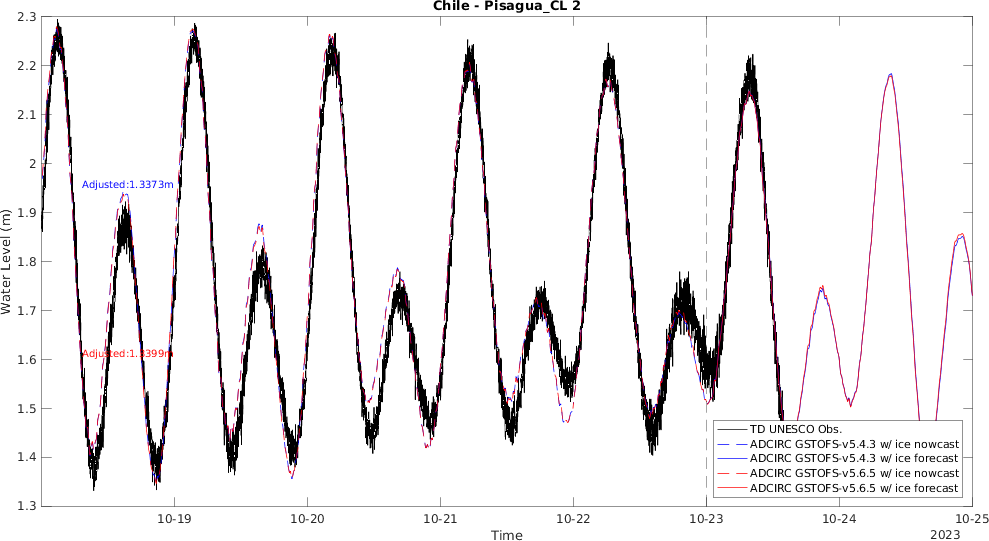 Chile - Pisagua_CL 2
2.3
2.2
2.1
2
1.9
1.8
1.7
1.6
1.5
1.4
1.3
Water Level (m)
Adjusted:1.3373m
Adjusted:1.3399m
TD UNESCO Obs.
ADCIRC GSTOFS-v5.4.3 w/ ice nowcast
ADCIRC GSTOFS-v5.4.3 w/ ice forecast
ADCIRC GSTOFS-v5.6.5 w/ ice nowcast
ADCIRC GSTOFS-v5.6.5 w/ ice forecast
10-19 10-20 10-21 10-22 10-23 10-24 10-25
Time
2023